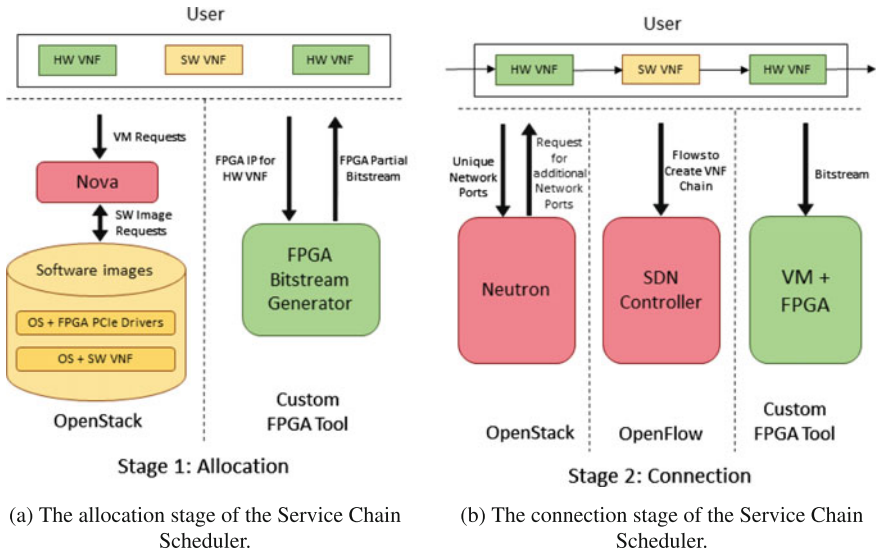 User
HW VNF
SW VNF
HW VNF
VM Requests
Nova
SW Image
Requests
Software images
OS + FPGA PCIe Drivers
OS + SW VNF
OpenStack
FPGA IP for
HW VNF
FPGA Partial
Bitstream
FPGA
Bitstream
Generator
Custom
FPGA Tool
Stage 1: Allocation
(a) The allocation stage of the Service Chain
Scheduler.
User
HW VNF
SW VNF
HW VNF
Unique
Network
Ports
Request
for
additional
Network
Ports
Neutron
OpenStack
Flows to
Create VNF
Chain
SDN
Controller
OpenFlow
Bitstream
VM +
FPGA
Custom
FPGA Tool
Stage 2: Connection
(b) The connection stage of the Service Chain
Scheduler.